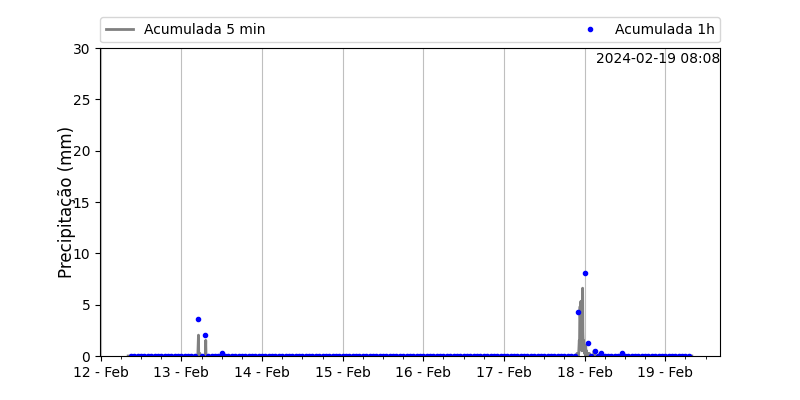 Acumulada 5 min
Acumulada 1h
2024-02-19 08:08
Precipitação (mm)
30
25
20
15
10
5
0
12 - Feb
13 - Feb
14 - Feb
15 - Feb
16 - Feb
17 - Feb
18 - Feb
19 - Feb